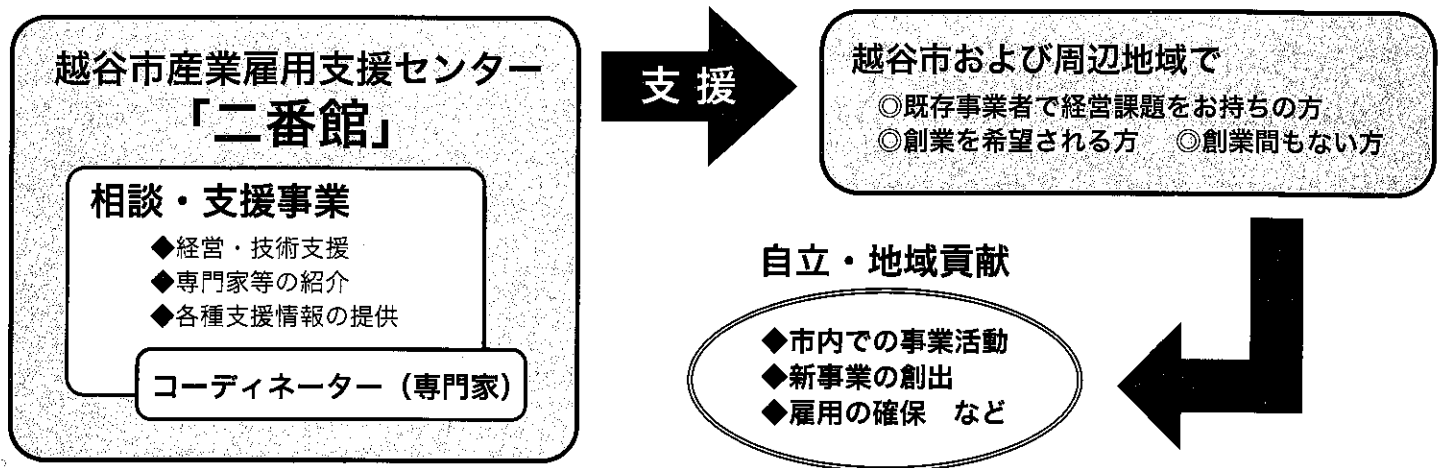 越谷市産業雇用支援センター
「二番館」
相談・支援事業
◆経営・技術支援
◆専門家等の紹介
◆各種支援情報の提供
コーディネーター（専門家）
支援
越谷市および周辺地域で
◎既存事業者で経営課題をお持ちの方
◎創業を希望される方　◎創業間もない方
自立・地域貢献
◆市内での事業活動
◆新事業の創出
◆雇用の確保　など